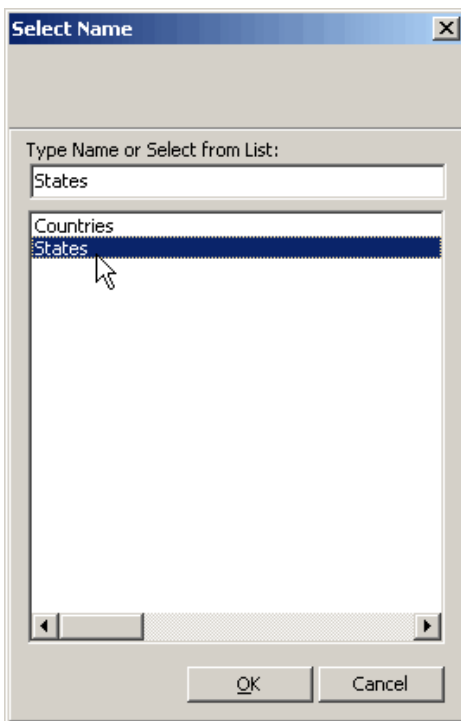 Select Name
Type Name or Select from List:
States
Countries
States
OK
Cancel